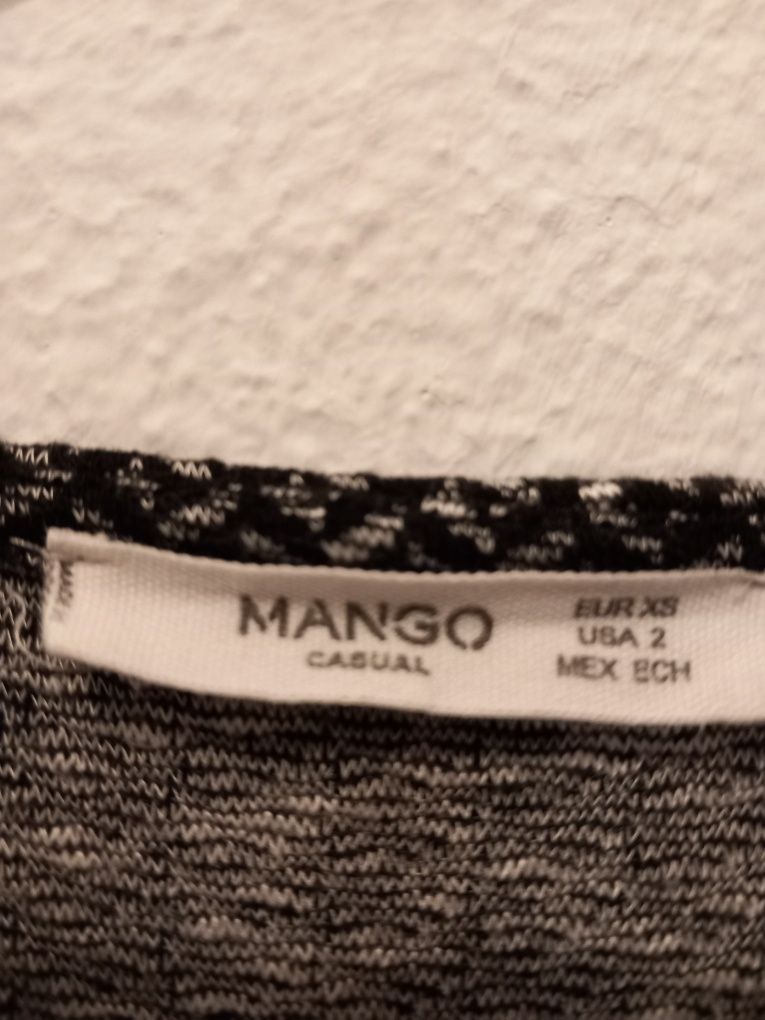 MANGO
CASUAL
EUR XS
USA 2
MEX ECH